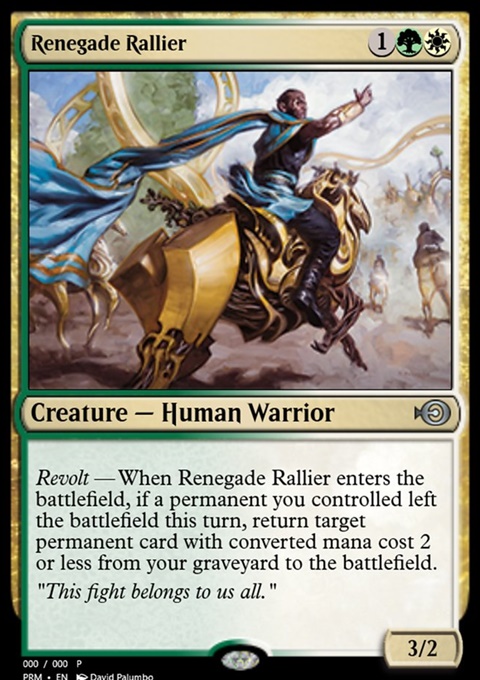 Renegade Rallier 1
Creature — Human Warrior
Revolt — When Renegade Rallier enters the
battlefield, if a permanent you controlled left
the battlefield this turn, return target
permanent card with converted mana cost 2
or less from your graveyard to the battlefield.
"This fight belongs to us all."
3/2
000 / 000 P
PRM • EN David Palumbo